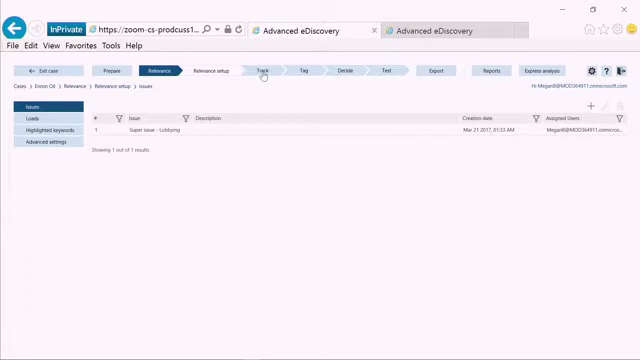 InPrivate https://zoom-cs-prodcuss1... Advanced eDiscovery Advanced eDiscovery
File Edit View Favorites Tools Help
Exit case Prepare Relevance Relevance setup Track Tag Decide Test Export Reports Express analysis
Cases > Enron Oil > Relevance > Relevance setup > Issues
Hi MeganB@MOD364911.onmicrosoft.com
Issues
Loads
Highlighted keywords
Advanced settings
# Issue Description Creation date Assigned Users
1 Super issue - Lobbying Mar 21 2017, 01:33 AM MeganB@MOD364911.onmicros...
Showing 1 out of 1 results